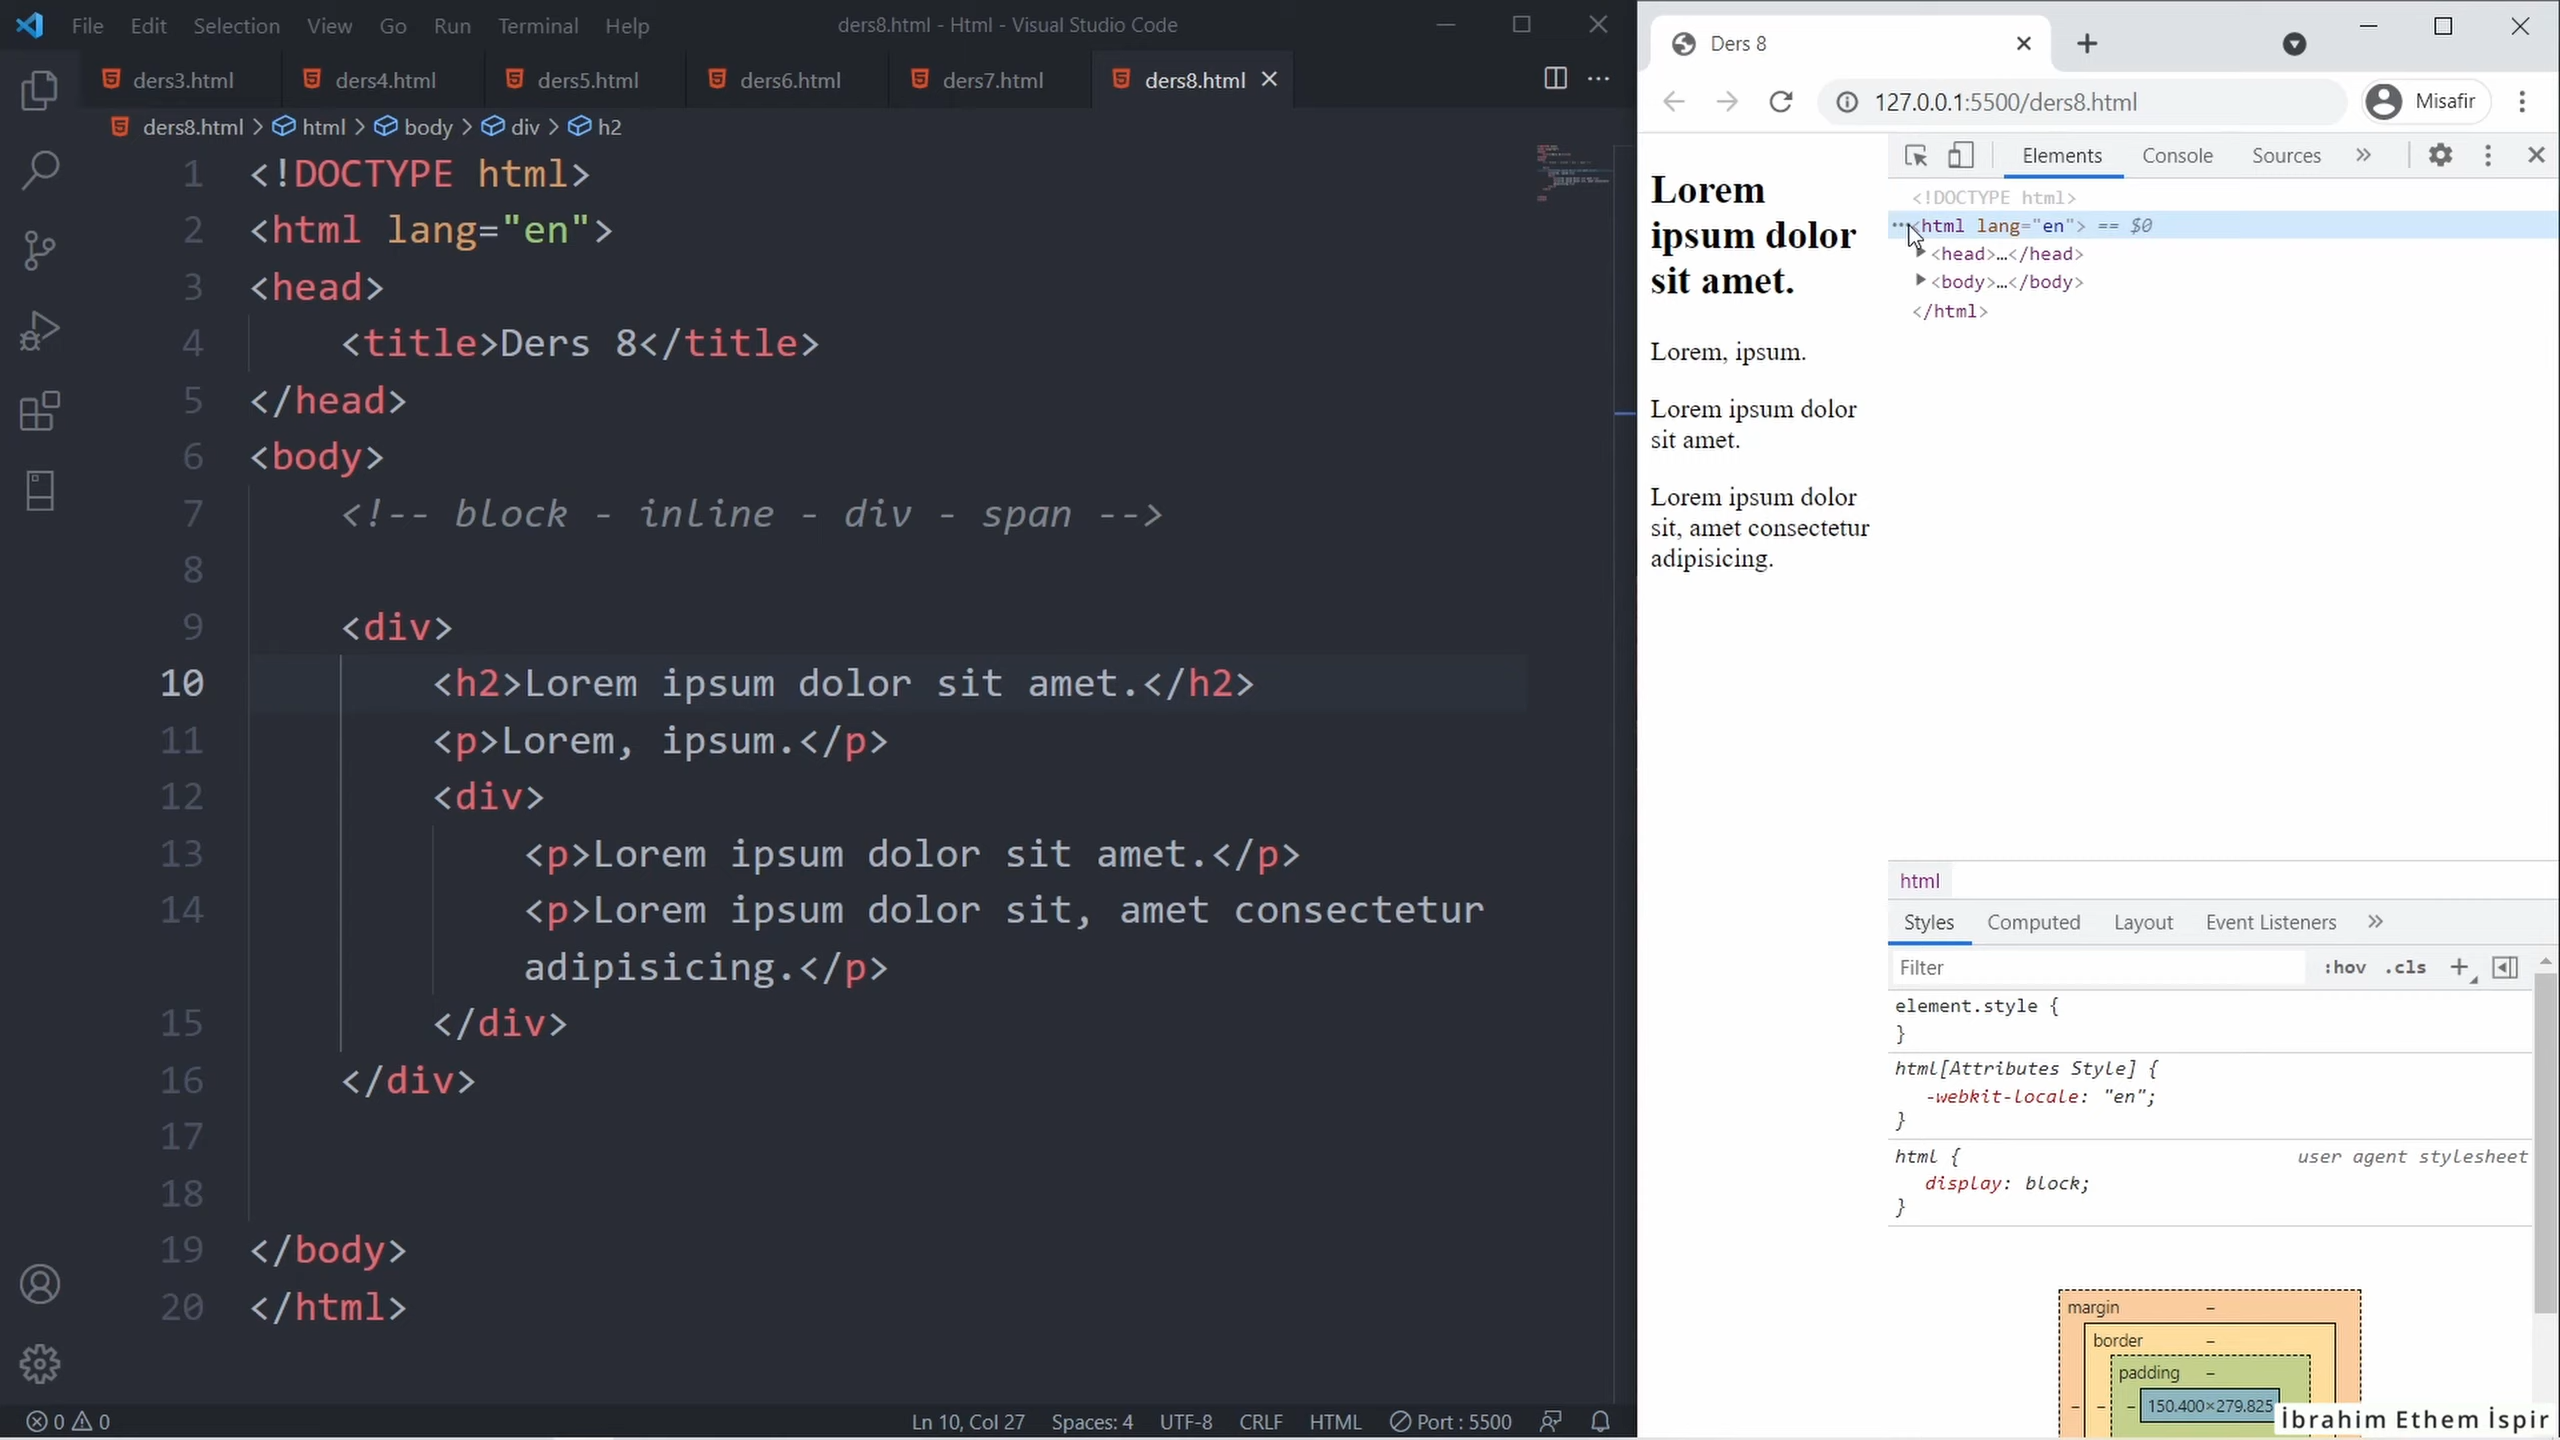 File Edit Selection View Go Run Terminal Help ders8.html - Html - Visual Studio Code
ders3.html ders4.html ders5.html ders6.html ders7.html ders8.html
ders8.html > html > body > div > h2
1 <!DOCTYPE html>
2 <html lang="en">
3 <head>
4 <title>Ders 8</title>
5 </head>
6 <body>
7 <!-- block - inline - div - span -->
8
9 <div>
10 <h2>Lorem ipsum dolor sit amet.</h2>
11 <p>Lorem, ipsum.</p>
12 <div>
13 <p>Lorem ipsum dolor sit amet.</p>
14 <p>Lorem ipsum dolor sit, amet consectetur
adipisicing.</p>
15 </div>
16 </div>
17
18
19 </body>
20 </html>
0 0 Ln 10, Col 27 Spaces: 4 UTF-8 CRLF HTML Port : 5500
Ders 8
127.0.0.1:5500/ders8.html Misafir
Lorem
ipsum dolor
sit amet.
Lorem, ipsum.
Lorem ipsum dolor
sit amet.
Lorem ipsum dolor
sit, amet consectetur
adipisicing.
Elements Console Sources »
<!DOCTYPE html>
<html lang="en"> == $0
<head>…</head>
<body>…</body>
</html>
html
Styles Computed Layout Event Listeners »
Filter :hov .cls +
element.style {
}
html[Attributes Style] {
-webkit-locale: "en";
}
html { user agent stylesheet
display: block;
}
margin –
border –
padding –
– – – 150.400×279.825
İbrahim Ethem İspir